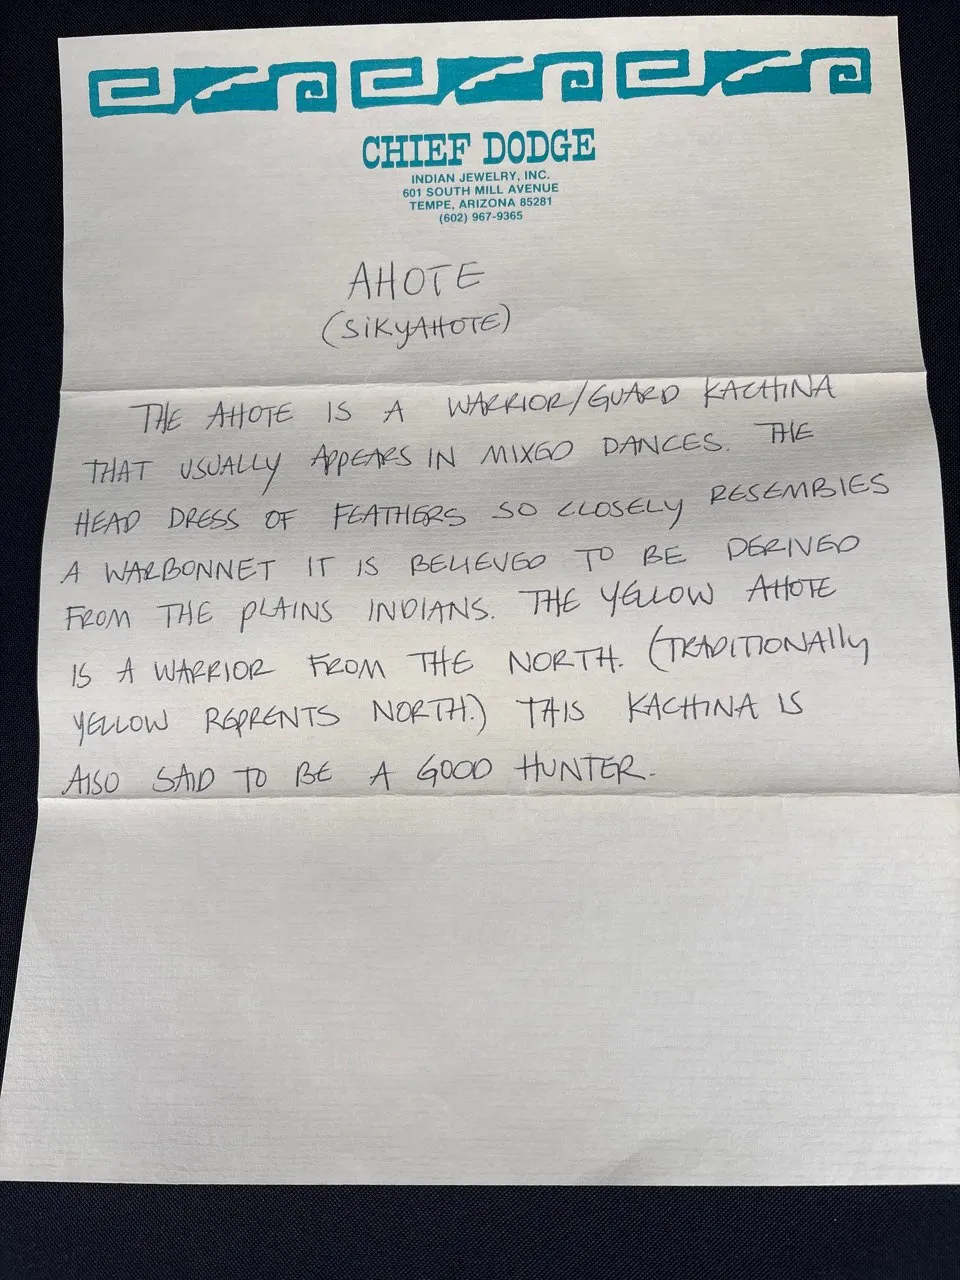 CHIEF DODGE
INDIAN JEWELRY, INC.
601 SOUTH MILL AVENUE
TEMPE, ARIZONA 85281
(602) 967-9365
AHOTE
(SIKYAHOTE)
THE AHOTE IS A WARRIOR/GUARD KACHINA
THAT USUALLY APPEARS IN MIXED DANCES. THE
HEAD DRESS OF FEATHERS SO CLOSELY RESEMBLES
A WARBONNET IT IS BELIEVED TO BE DERIVED
FROM THE PLAINS INDIANS. THE YELLOW AHOTE
IS A WARRIOR FROM THE NORTH. (TRADITIONALLY
YELLOW REPRENTS NORTH.) THIS KACHINA IS
ALSO SAID TO BE A GOOD HUNTER.